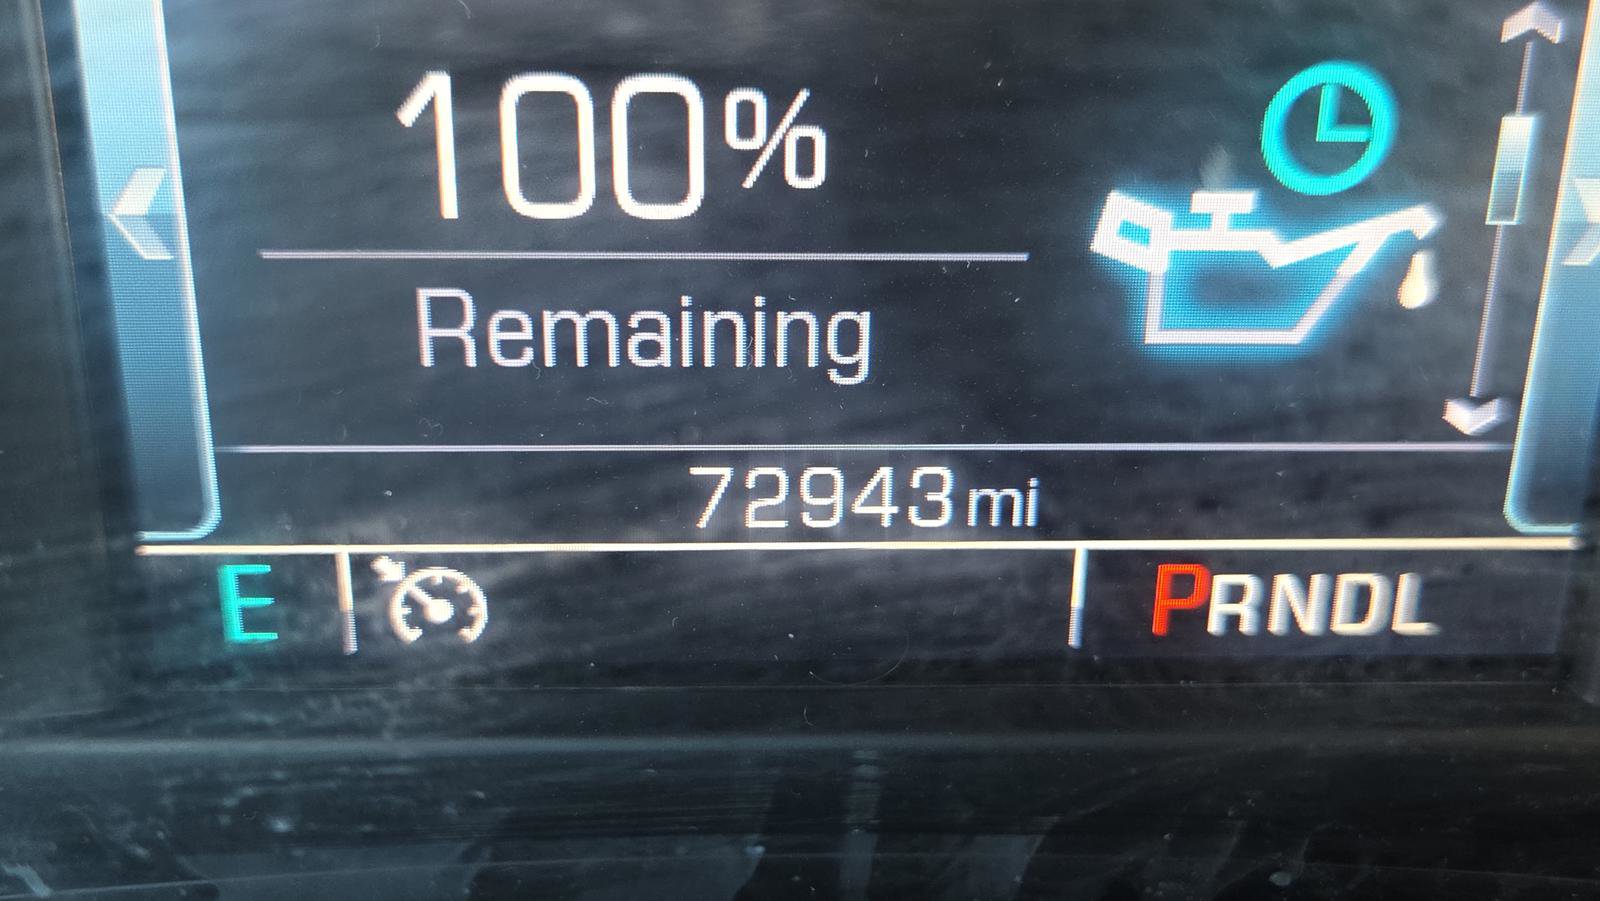 100%
Remaining
72943 mi
E PRNDL